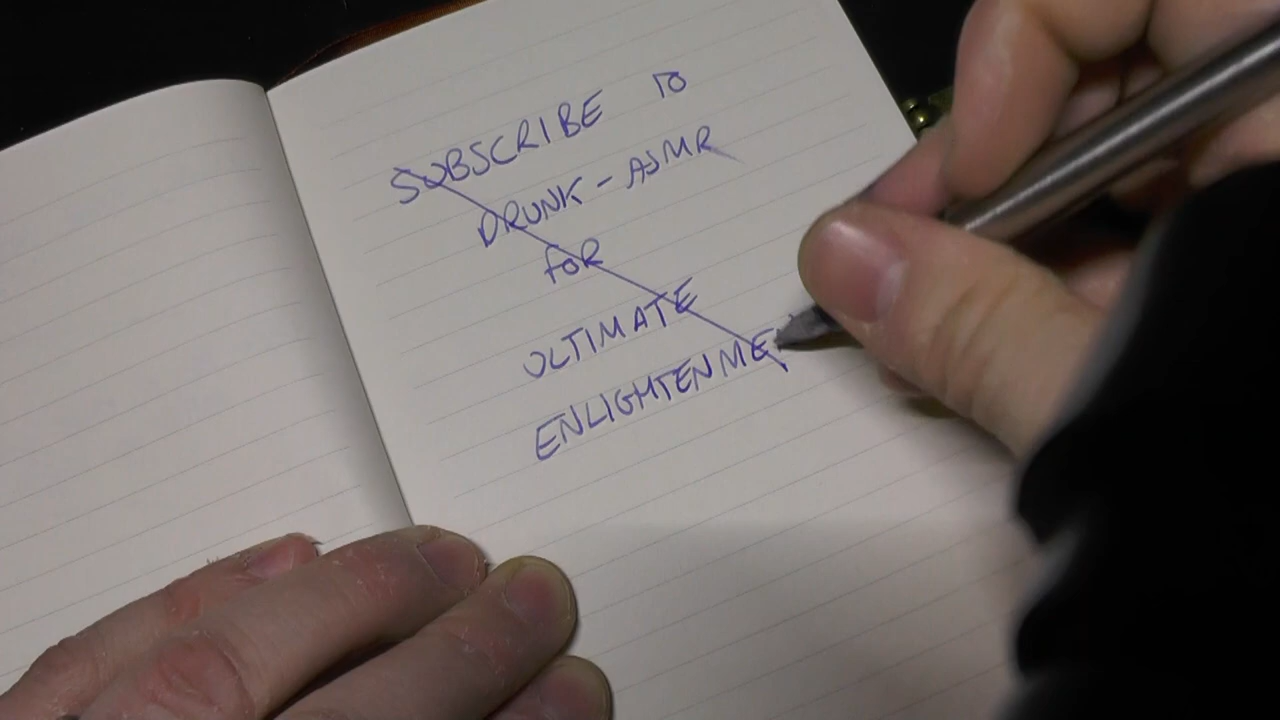 SUBSCRIBE TO
DRUNK-ASMR
FOR
ULTIMATE
ENLIGHTENME